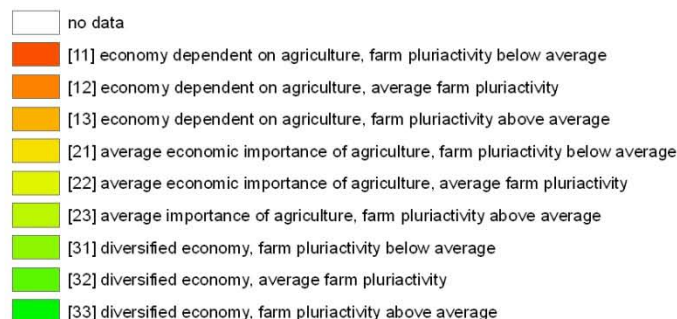 no data
[11] economy dependent on agriculture, farm pluriactivity below average
[12] economy dependent on agriculture, average farm pluriactivity
[13] economy dependent on agriculture, farm pluriactivity above average
[21] average economic importance of agriculture, farm pluriactivity below average
[22] average economic importance of agriculture, average farm pluriactivity
[23] average importance of agriculture, farm pluriactivity above average
[31] diversified economy, farm pluriactivity below average
[32] diversified economy, average farm pluriactivity
[33] diversified economy, farm pluriactivity above average